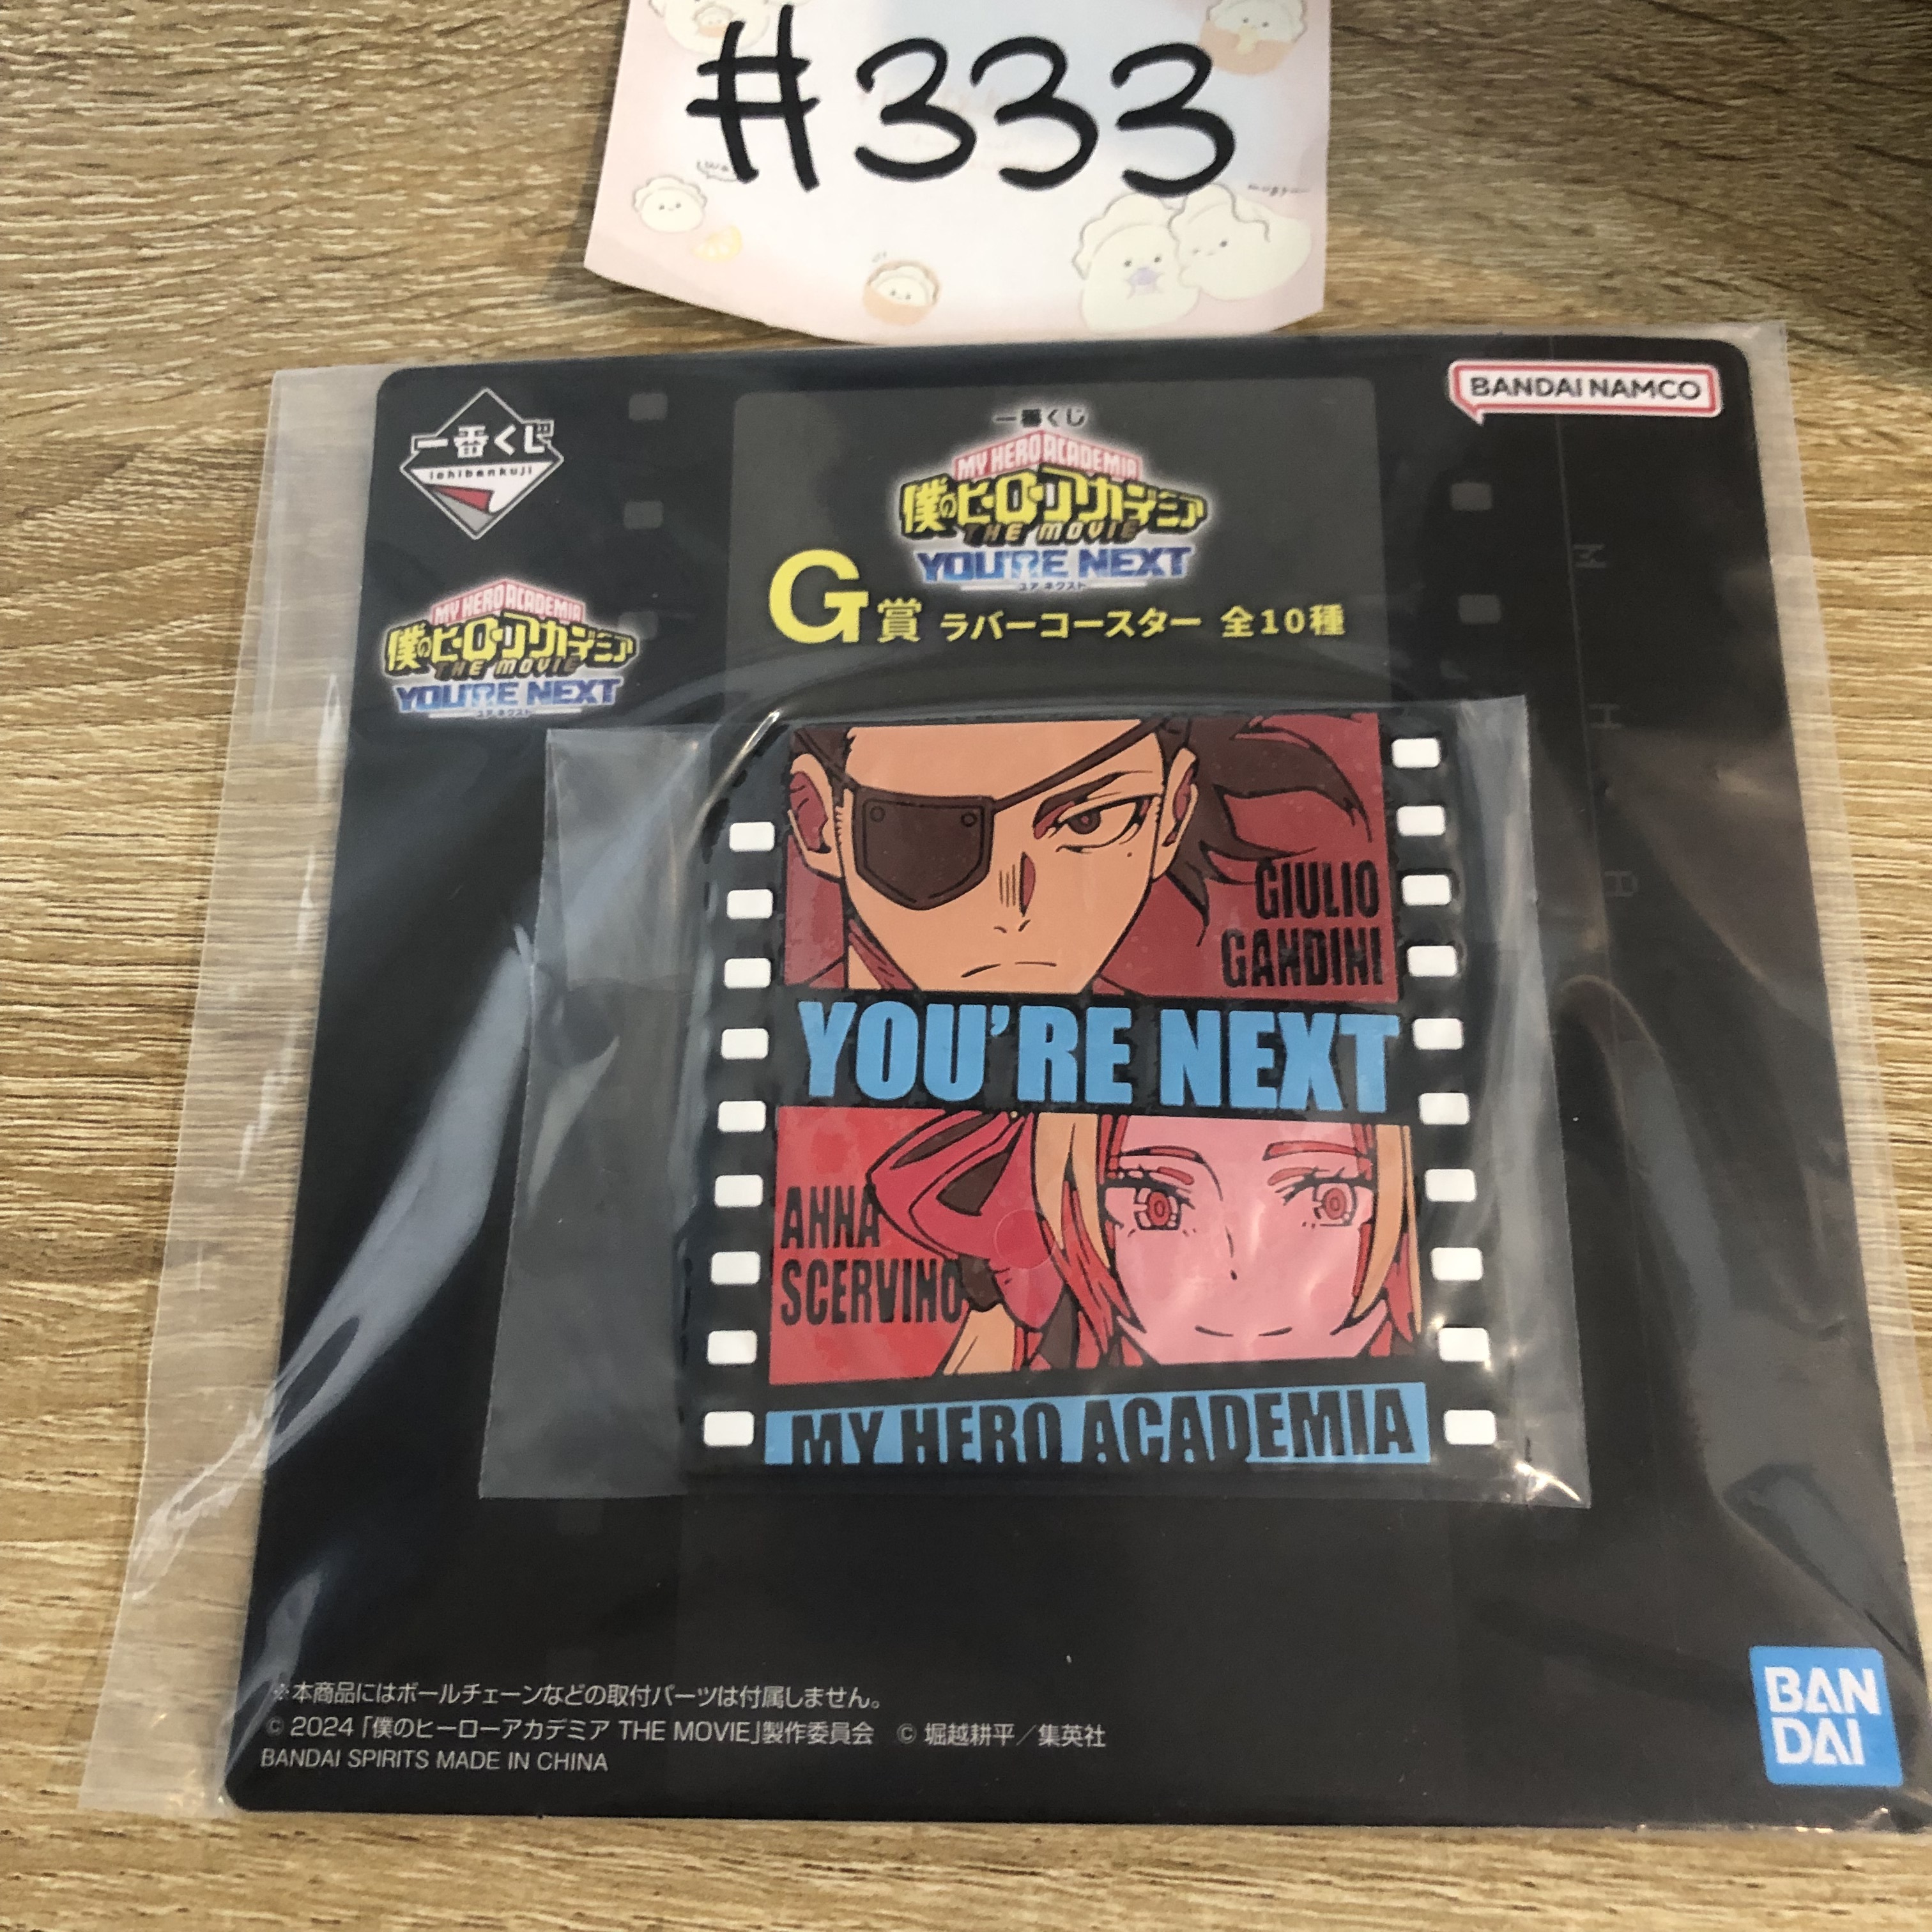 #333
一番くじ
ichibankuji
BANDAI NAMCO
一番くじ
MY HERO ACADEMIA
僕のヒーローアカデミア
THE MOVIE
YOU'RE NEXT
ユア ネクスト
G賞 ラバーコースター 全10種
MY HERO ACADEMIA
僕のヒーローアカデミア
THE MOVIE
YOU'RE NEXT
ユア ネクスト
GIULIO
GANDINI
YOU'RE NEXT
ANNA
SCERVINO
MY HERO ACADEMIA
※本商品にはボールチェーンなどの取付パーツは付属しません。
© 2024「僕のヒーローアカデミア THE MOVIE」製作委員会 © 堀越耕平／集英社
BANDAI SPIRITS MADE IN CHINA
BAN
DAI